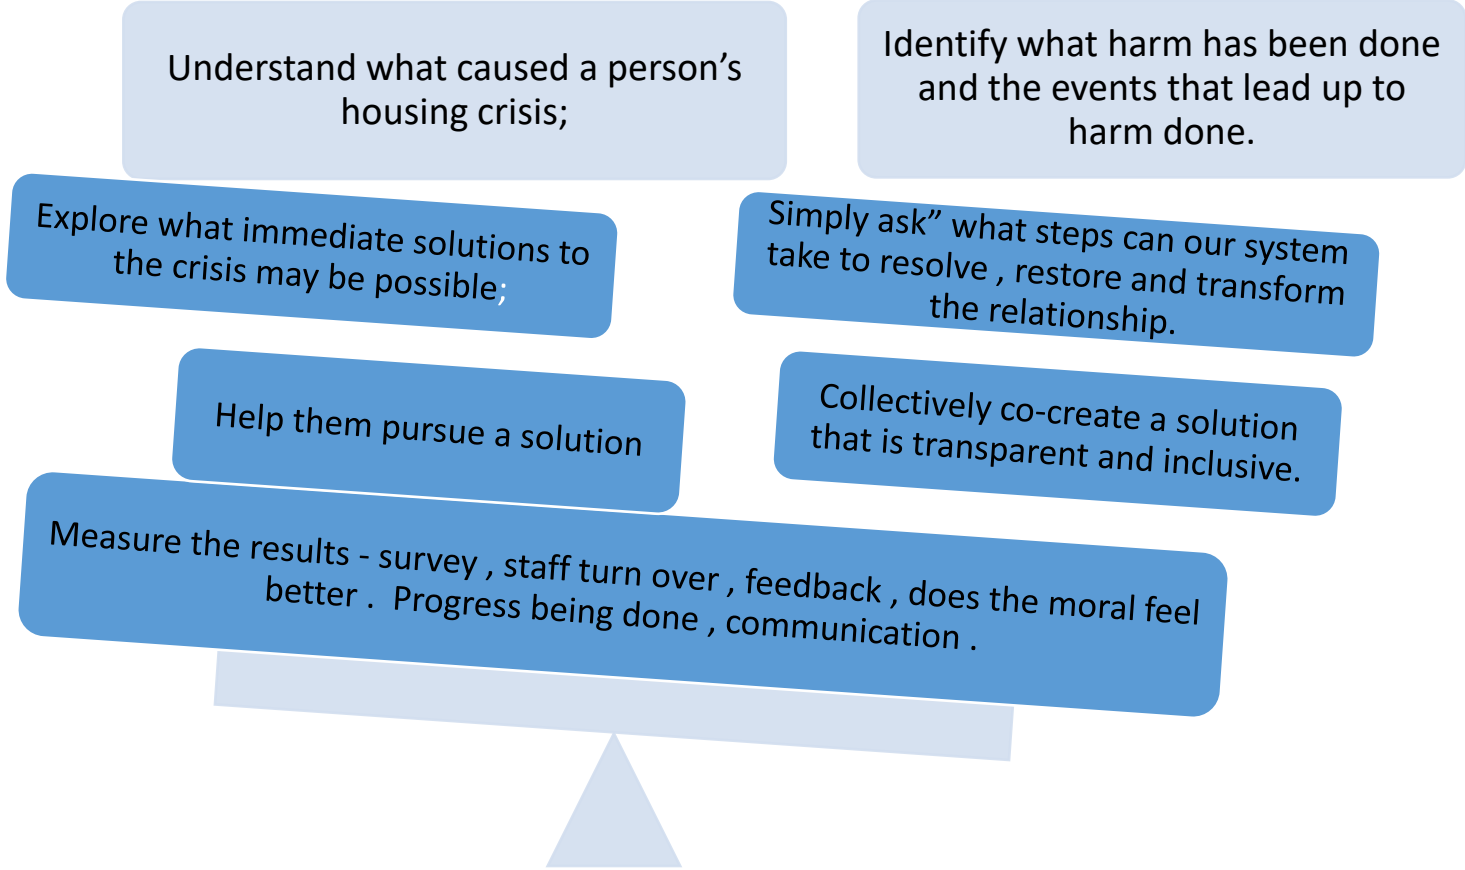 Understand what caused a person’s
housing crisis;
Identify what harm has been done
and the events that lead up to
harm done.
Explore what immediate solutions to
the crisis may be possible;
Simply ask” what steps can our system
take to resolve , restore and transform
the relationship.
Help them pursue a solution
Collectively co-create a solution
that is transparent and inclusive.
Measure the results - survey , staff turn over , feedback , does the moral feel
better .  Progress being done , communication .